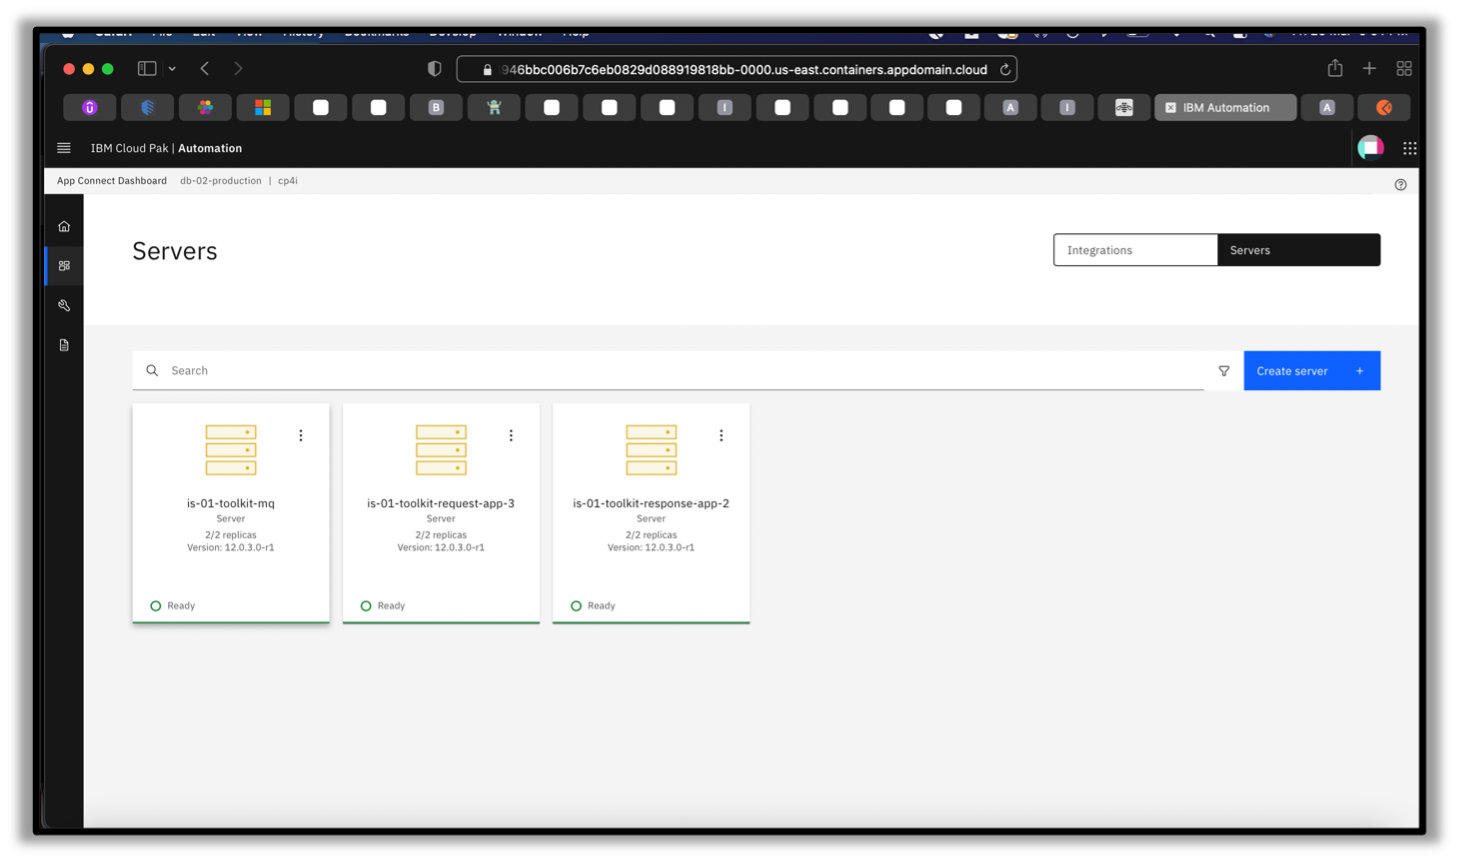 946bbc006b7c6eb0829d088919818bb-0000.us-east.containers.appdomain.cloud
B
I
A
I
IBM Automation
A
IBM Cloud Pak | Automation
App Connect Dashboard db-02-production | cp4i
Servers
Integrations
Servers
Search
Create server +
is-01-toolkit-mq
Server
2/2 replicas
Version: 12.0.3.0-r1
Ready
is-01-toolkit-request-app-3
Server
2/2 replicas
Version: 12.0.3.0-r1
Ready
is-01-toolkit-response-app-2
Server
2/2 replicas
Version: 12.0.3.0-r1
Ready